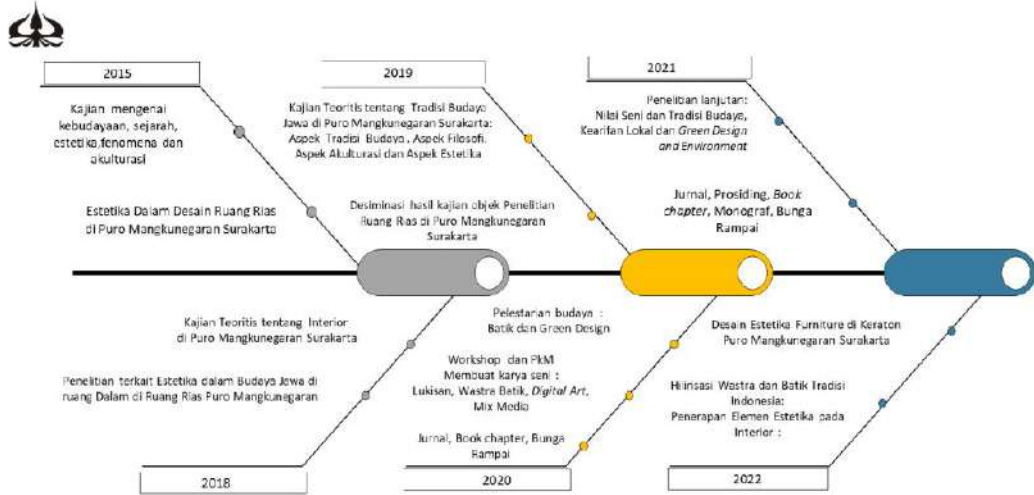 2015
Kajian mengenai
kebudayaan, sejarah,
estetika,fenomena dan
akulturasi
Estetika Dalam Desain Ruang Rias
di Puro Mangkunegaran Surakarta
2019
Kajian Teoritis tentang Tradisi Budaya
Jawa di Puro Mangkunegaran Surakarta:
Aspek Tradisi Budaya, Aspek Filosofi,
Aspek Akulturasi dan Aspek Estetika
Desiminasi hasil kajian objek Penelitian
Ruang Rias di Puro Mangkunegaran
Surakarta
2021
Penelitian lanjutan:
Nilai Seni dan Tradisi Budaya,
Kearifan Lokal dan Green Design
and Environment
Jurnal, Prosiding, Book
chapter, Monograf, Bunga
Rampai
Kajian Teoritis tentang Interior
di Puro Mangkunegaran Surakarta
Penelitian terkait Estetika dalam Budaya Jawa di
ruang Dalam di Ruang Rias Puro Mangkunegaran
2018
Pelestarian budaya :
Batik dan Green Design
Workshop dan PkM
Membuat karya seni :
Lukisan, Wastra Batik, Digital Art,
Mix Media
Jurnal, Book chapter, Bunga
Rampai
2020
Desain Estetika Furniture di Keraton
Puro Mangkunegaran Surakarta
Hilirisasi Wastra dan Batik Tradisi
Indonesia:
Penerapan Elemen Estetika pada
Interior :
2022